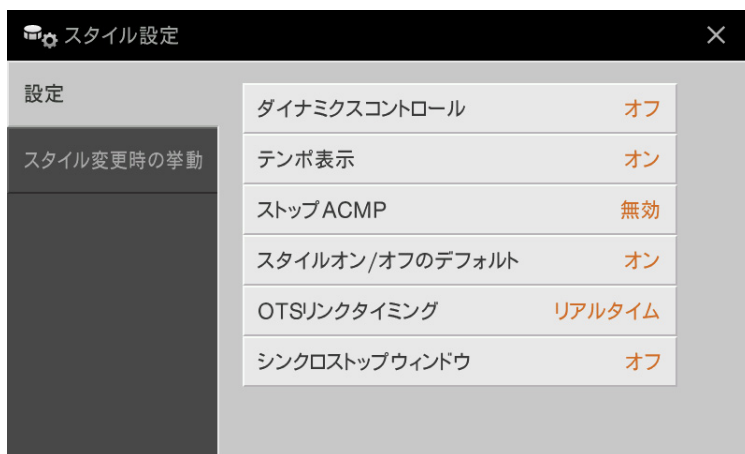 スタイル設定
設定
スタイル変更時の挙動
ダイナミクスコントロール オフ
テンポ表示 オン
ストップACMP 無効
スタイルオン/オフのデフォルト オン
OTSリンクタイミング リアルタイム
シンクロストップウィンドウ オフ